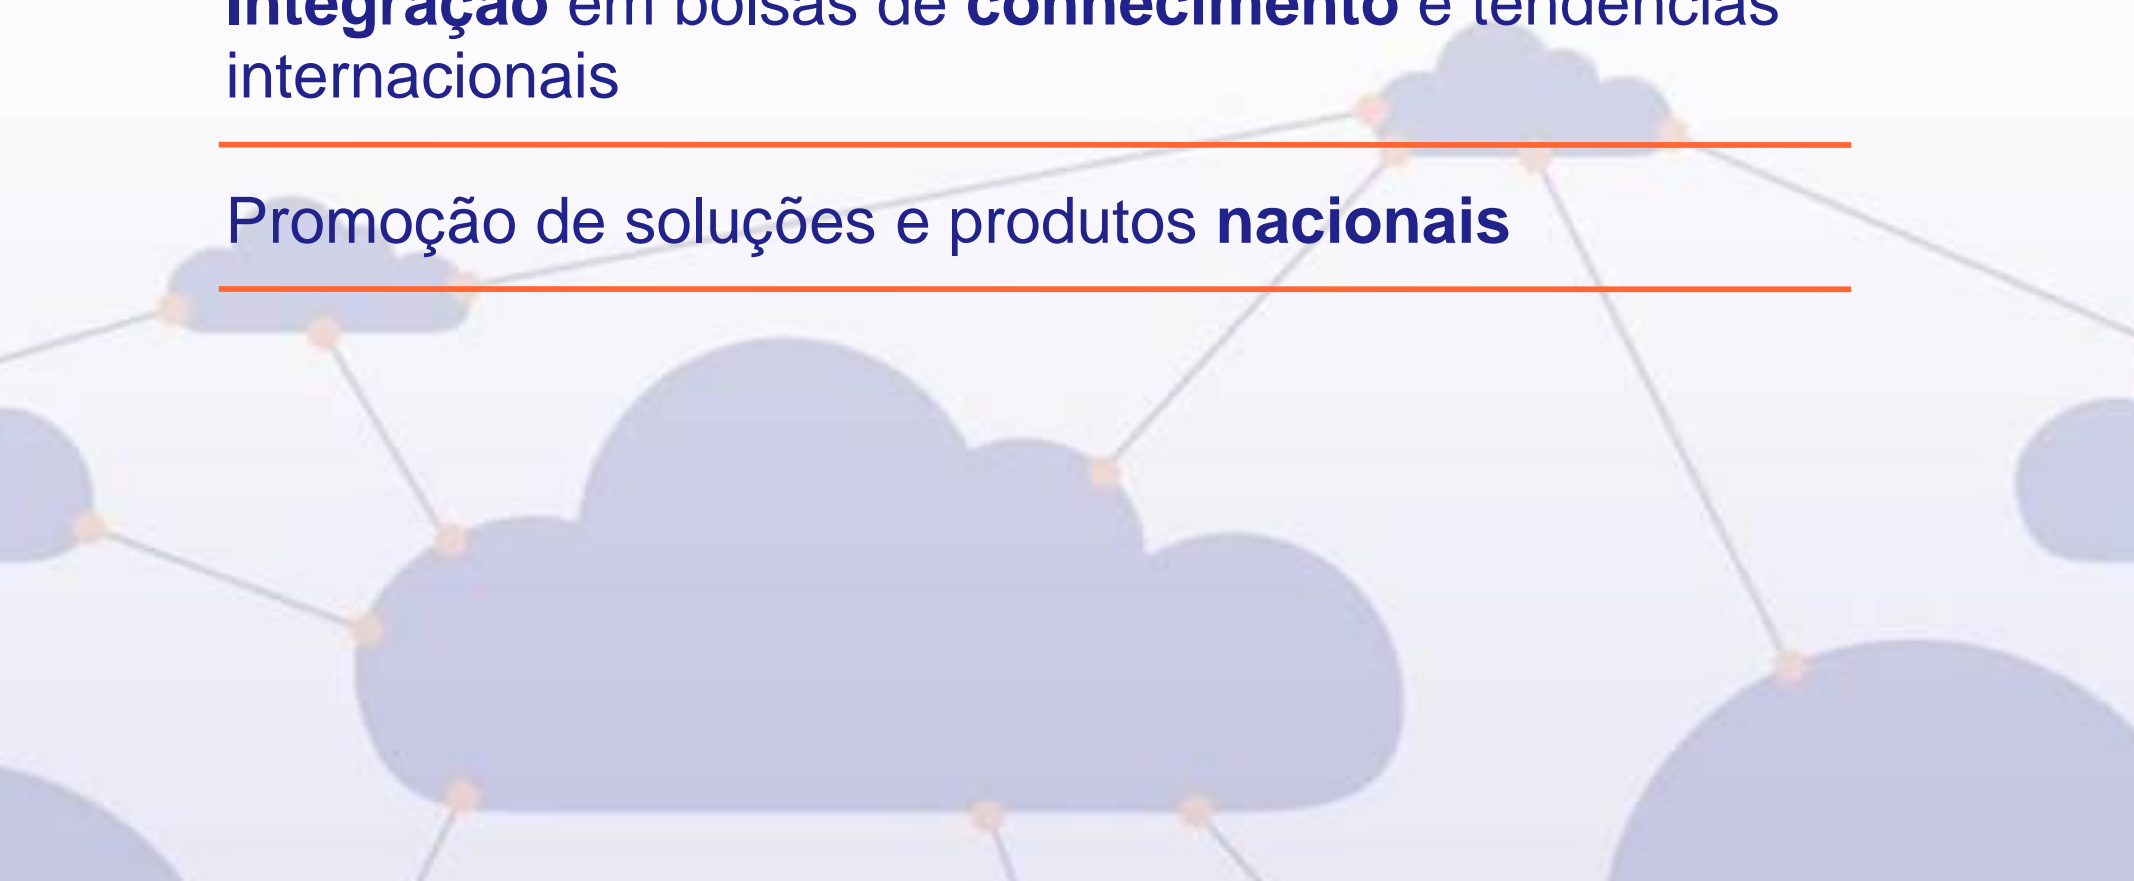 Integração em bolsas de conhecimento e tendências
internacionais
Promoção de soluções e produtos nacionais